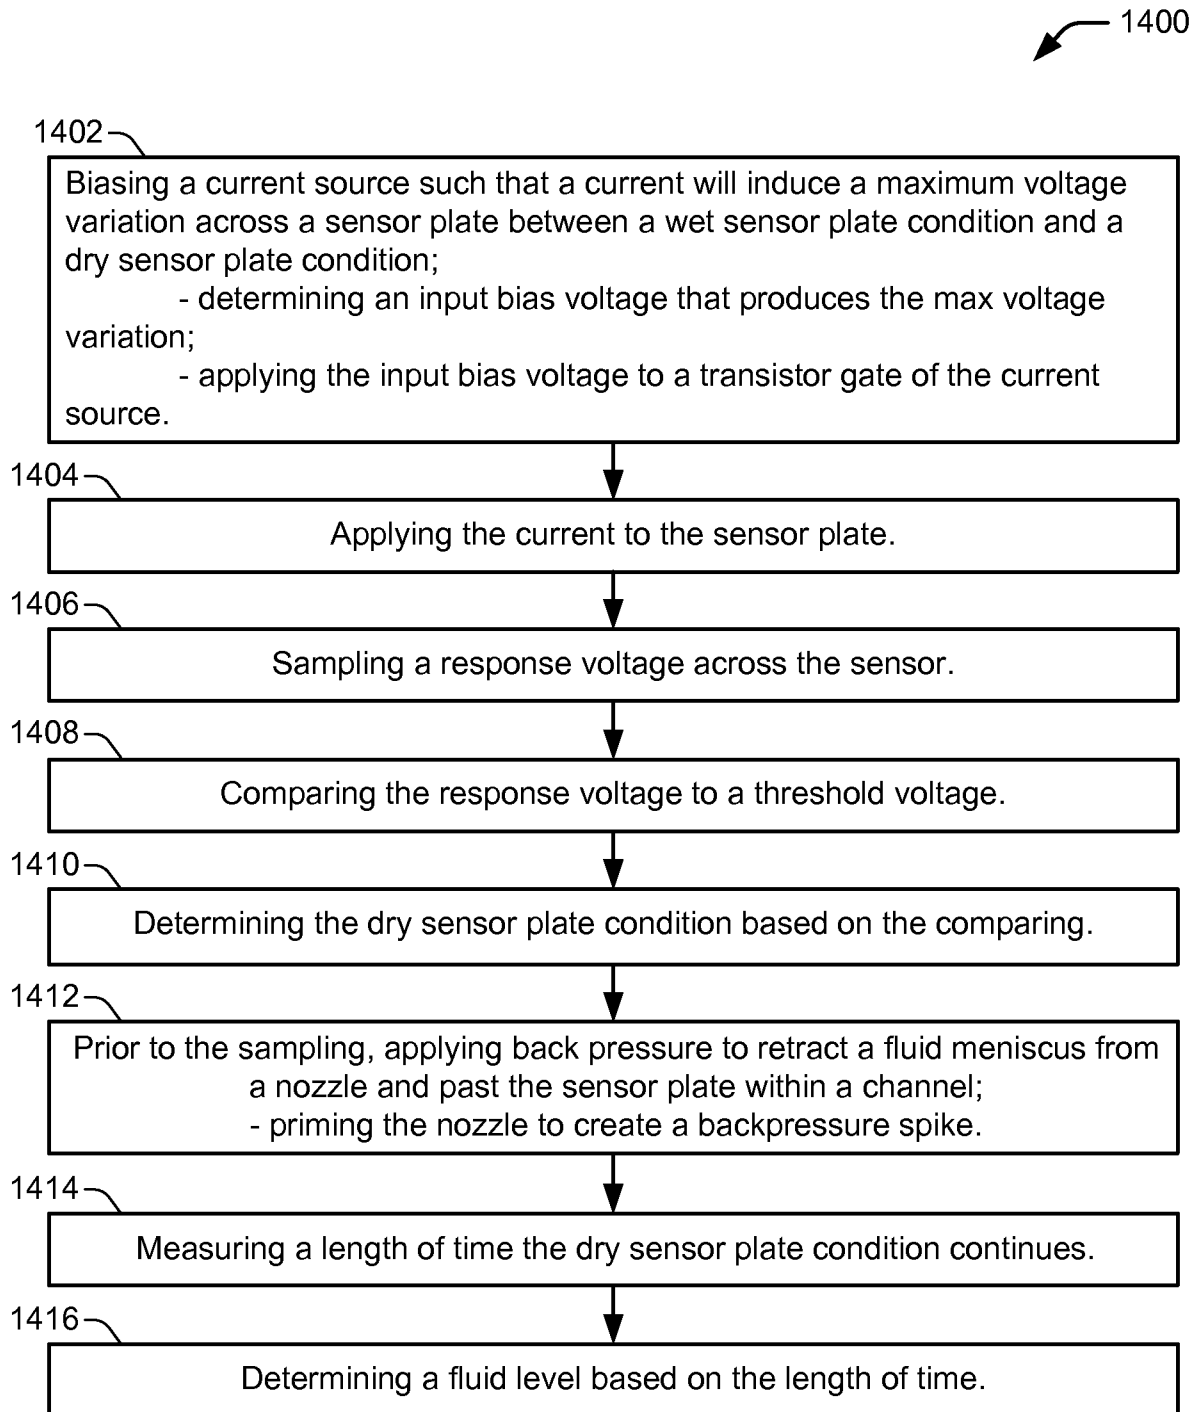 1400
1402
Biasing a current source such that a current will induce a maximum voltage
variation across a sensor plate between a wet sensor plate condition and a
dry sensor plate condition;
- determining an input bias voltage that produces the max voltage
variation;
- applying the input bias voltage to a transistor gate of the current
source.
1404
Applying the current to the sensor plate.
1406
Sampling a response voltage across the sensor.
1408
Comparing the response voltage to a threshold voltage.
1410
Determining the dry sensor plate condition based on the comparing.
1412
Prior to the sampling, applying back pressure to retract a fluid meniscus from
a nozzle and past the sensor plate within a channel;
- priming the nozzle to create a backpressure spike.
1414
Measuring a length of time the dry sensor plate condition continues.
1416
Determining a fluid level based on the length of time.